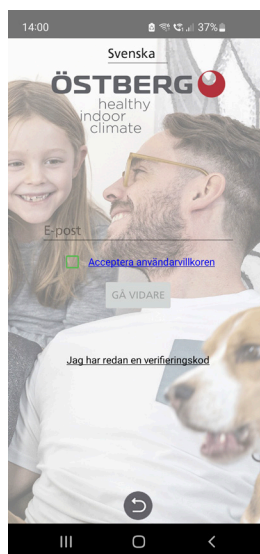 14:00
37%
Svenska
ÖSTBERG
healthy
indoor
climate
E-post
Acceptera användarvillkoren
GÅ VIDARE
Jag har redan en verifieringskod